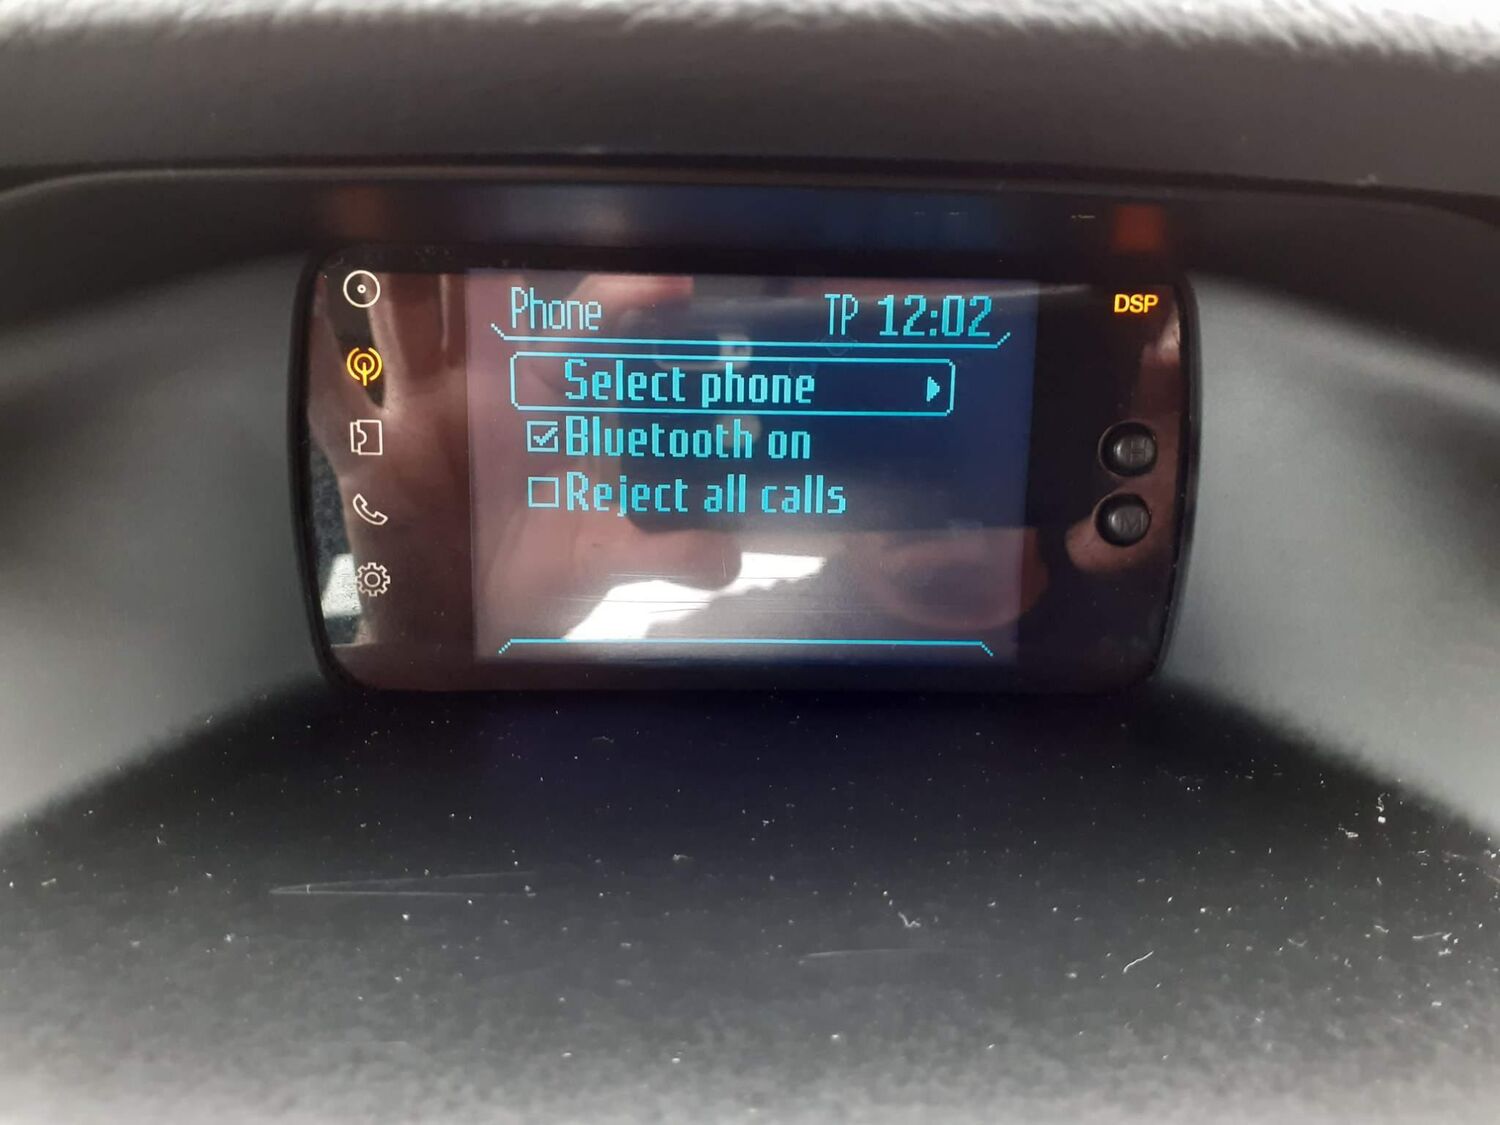 Phone TP 12:02 DSP
Select phone
Bluetooth on
Reject all calls
H
M